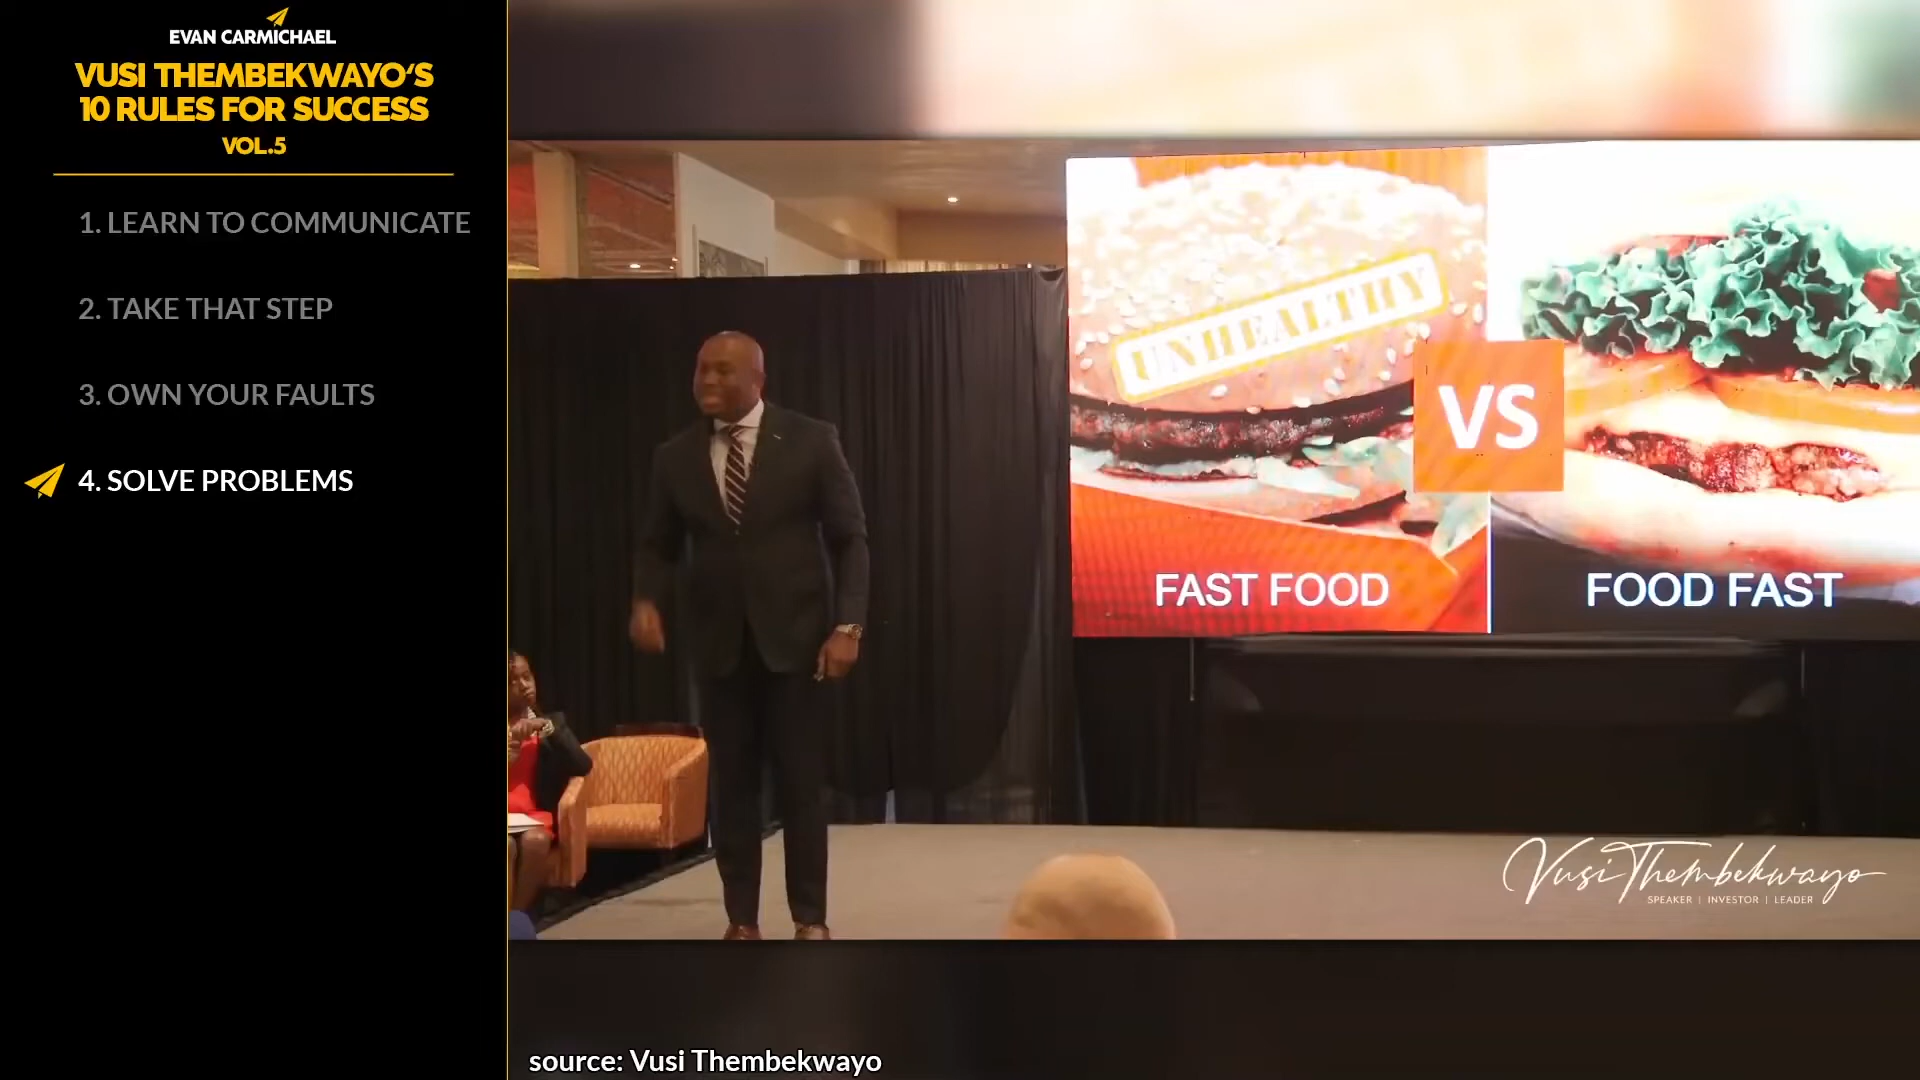 EVAN CARMICHAEL
VUSI THEMBEKWAYO'S
10 RULES FOR SUCCESS
VOL.5
1. LEARN TO COMMUNICATE
2. TAKE THAT STEP
3. OWN YOUR FAULTS
4. SOLVE PROBLEMS
UNHEALTHY
VS
FAST FOOD
FOOD FAST
Vusi Thembekwayo
SPEAKER | INVESTOR | LEADER
source: Vusi Thembekwayo